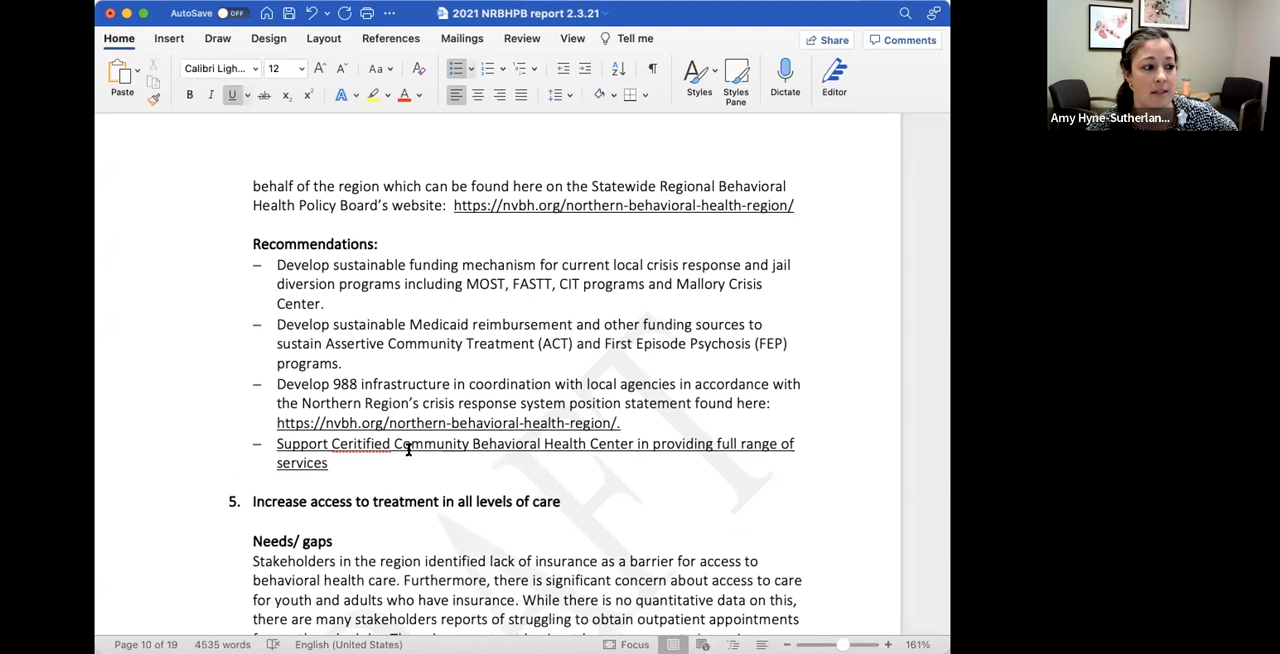 AutoSave OFF
2021 NRBHPB report 2.3.21
Home Insert Draw Design Layout References Mailings Review View Tell me Share Comments
Calibri Ligh... 12
Paste Styles Styles Pane Dictate Editor
behalf of the region which can be found here on the Statewide Regional Behavioral
Health Policy Board's website: https://nvbh.org/northern-behavioral-health-region/
Recommendations:
– Develop sustainable funding mechanism for current local crisis response and jail
diversion programs including MOST, FASTT, CIT programs and Mallory Crisis
Center.
– Develop sustainable Medicaid reimbursement and other funding sources to
sustain Assertive Community Treatment (ACT) and First Episode Psychosis (FEP)
programs.
– Develop 988 infrastructure in coordination with local agencies in accordance with
the Northern Region's crisis response system position statement found here:
https://nvbh.org/northern-behavioral-health-region/.
– Support Ceritified Community Behavioral Health Center in providing full range of
services
5. Increase access to treatment in all levels of care
Needs/ gaps
Stakeholders in the region identified lack of insurance as a barrier for access to
behavioral health care. Furthermore, there is significant concern about access to care
for youth and adults who have insurance. While there is no quantitative data on this,
there are many stakeholders reports of struggling to obtain outpatient appointments
Page 10 of 19 4535 words English (United States) Focus 161%
Amy Hyne-Sutherlan...